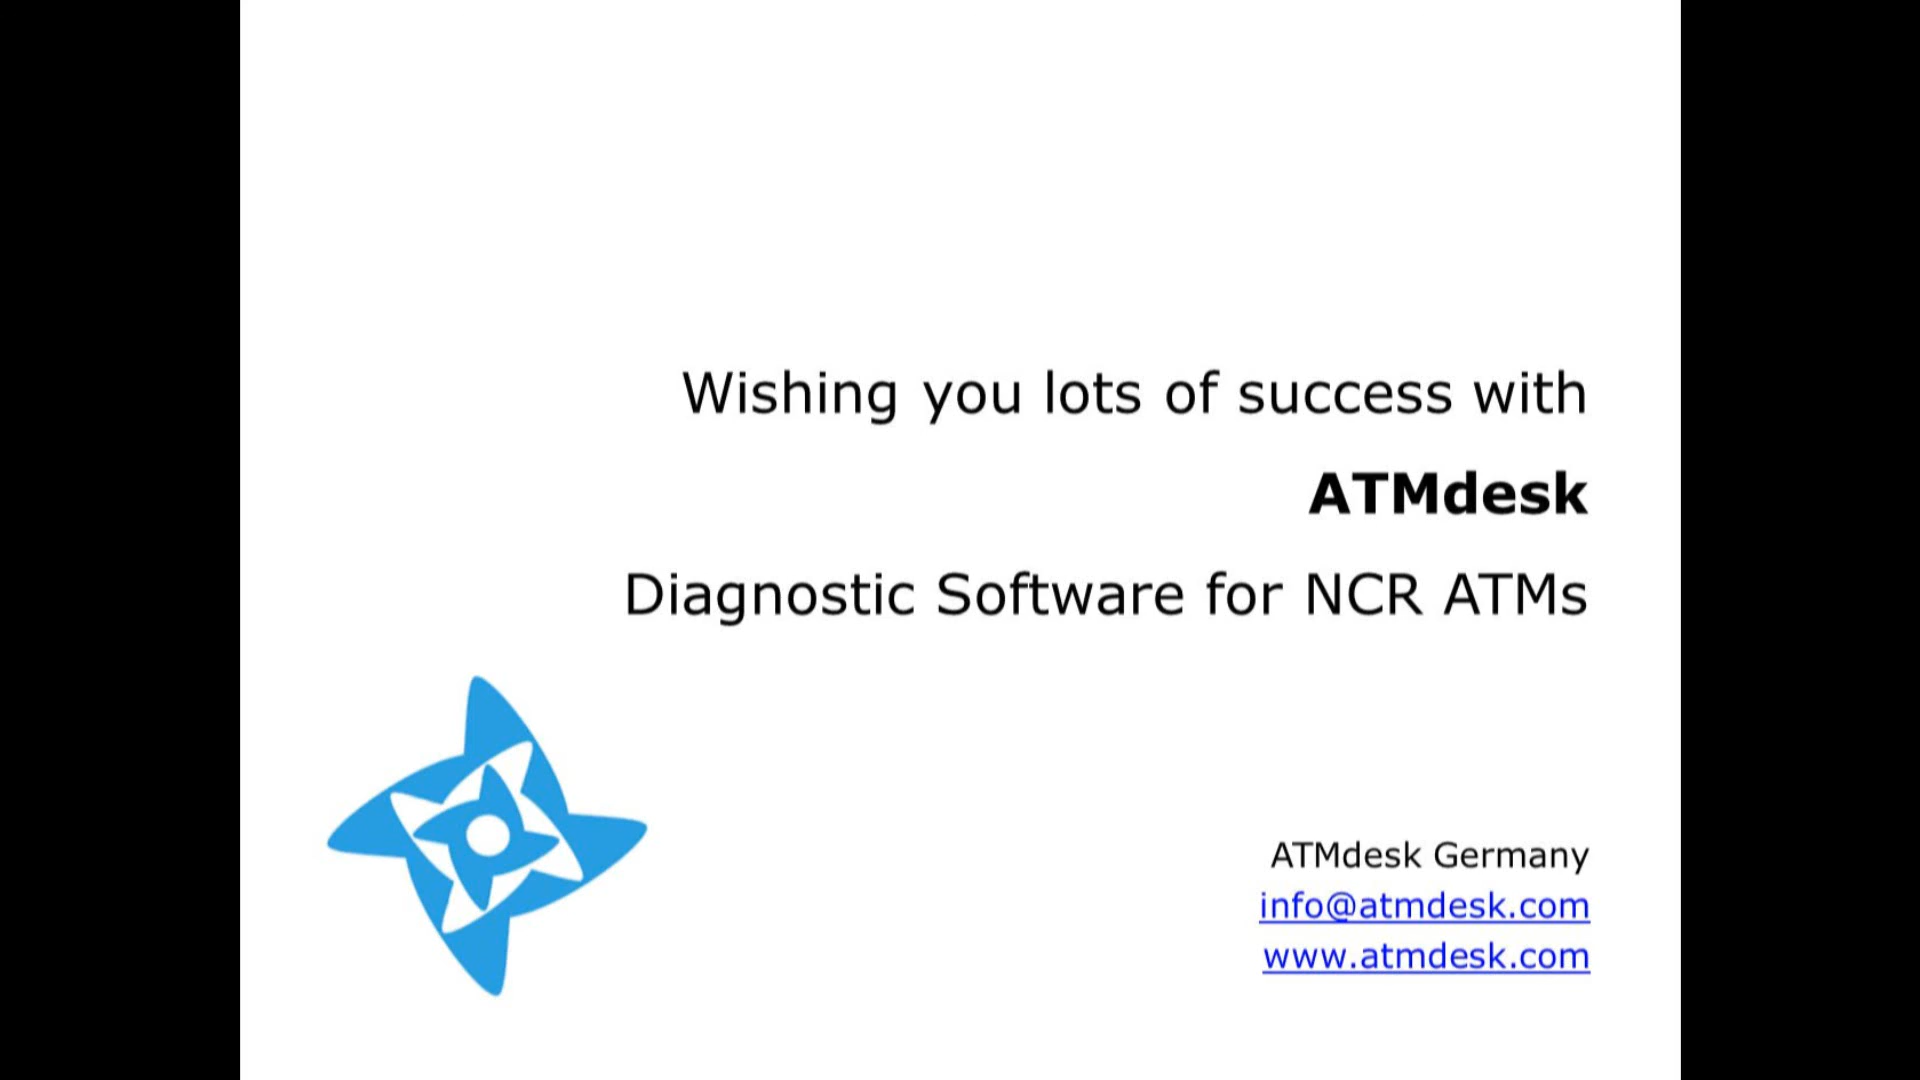 Wishing you lots of success with
ATMdesk
Diagnostic Software for NCR ATMs
ATMdesk Germany
info@atmdesk.com
www.atmdesk.com